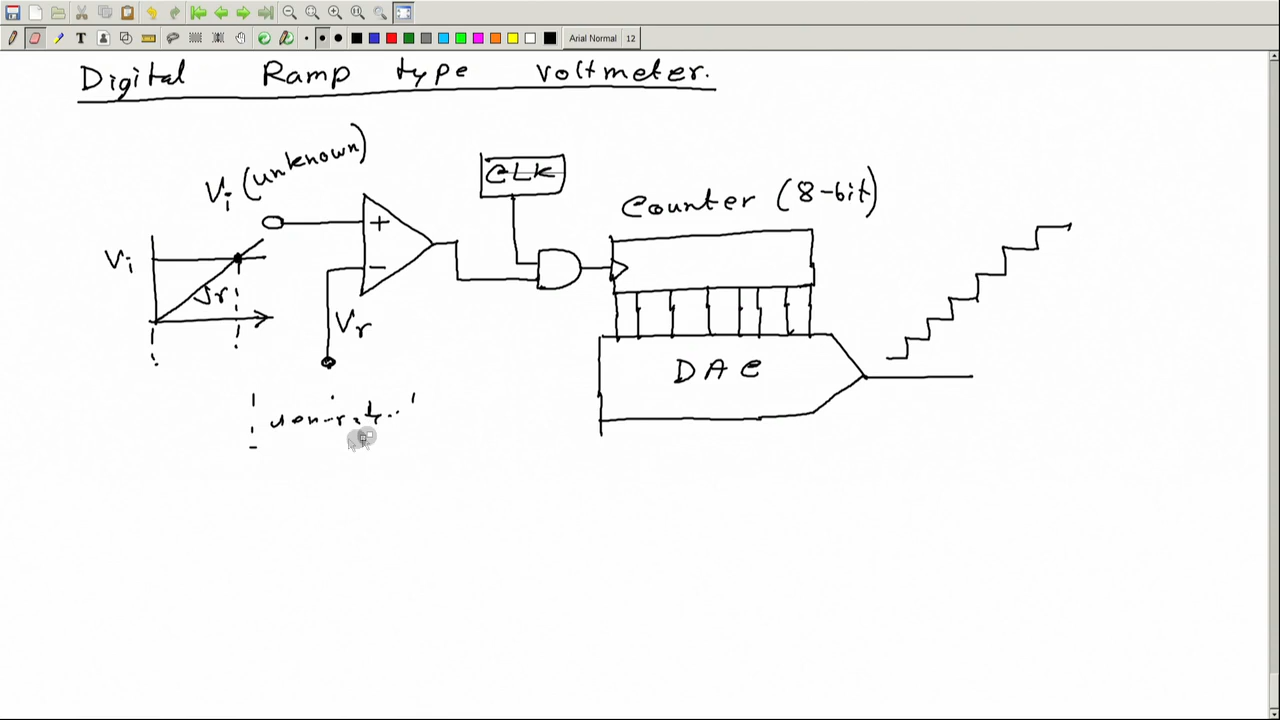 Arial Normal 12
Digital Ramp type voltmeter.
Vi (unknown)
CLK
Counter (8-bit)
+
Vi
−
Vr
Vr
DAC